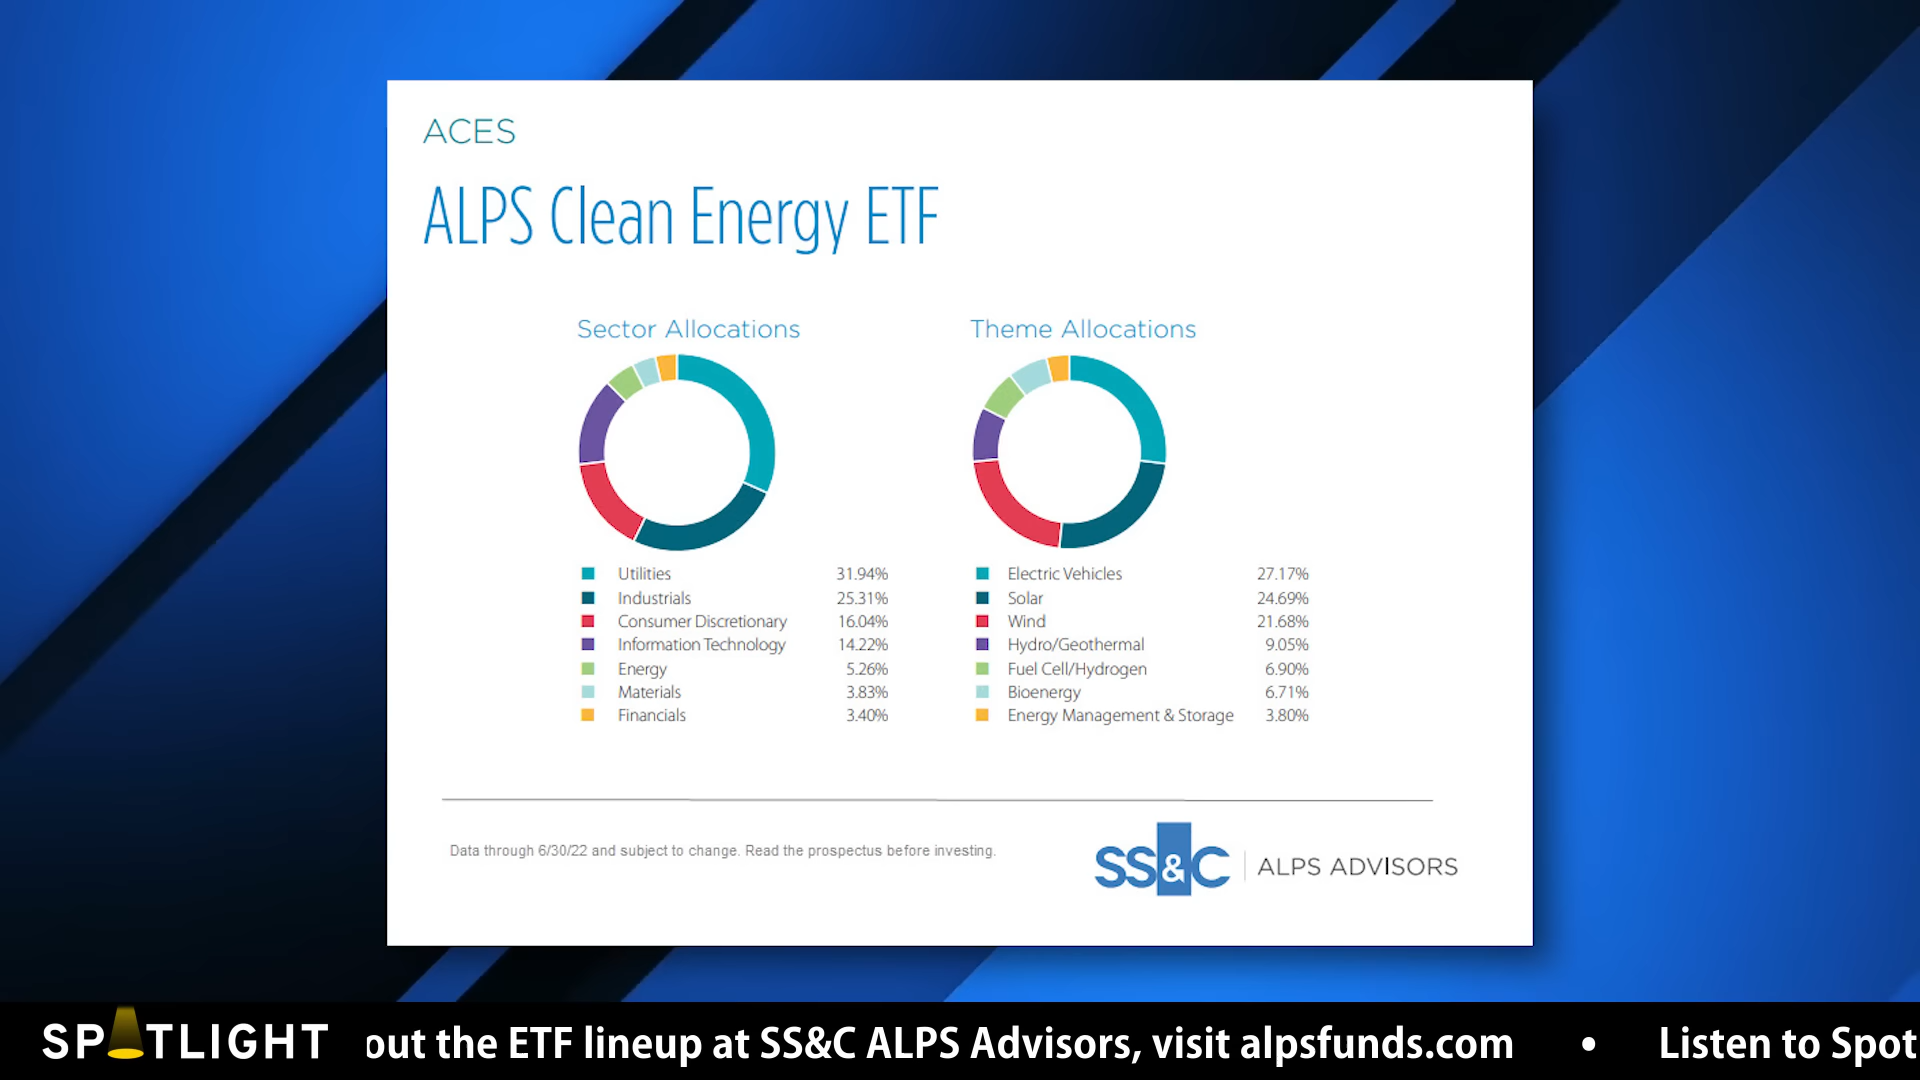 ACES
ALPS Clean Energy ETF
Sector Allocations
Utilities 31.94%
Industrials 25.31%
Consumer Discretionary 16.04%
Information Technology 14.22%
Energy 5.26%
Materials 3.83%
Financials 3.40%
Theme Allocations
Electric Vehicles 27.17%
Solar 24.69%
Wind 21.68%
Hydro/Geothermal 9.05%
Fuel Cell/Hydrogen 6.90%
Bioenergy 6.71%
Energy Management & Storage 3.80%
Data through 6/30/22 and subject to change. Read the prospectus before investing.
SS&C ALPS ADVISORS
SPOTLIGHT out the ETF lineup at SS&C ALPS Advisors, visit alpsfunds.com • Listen to Spot